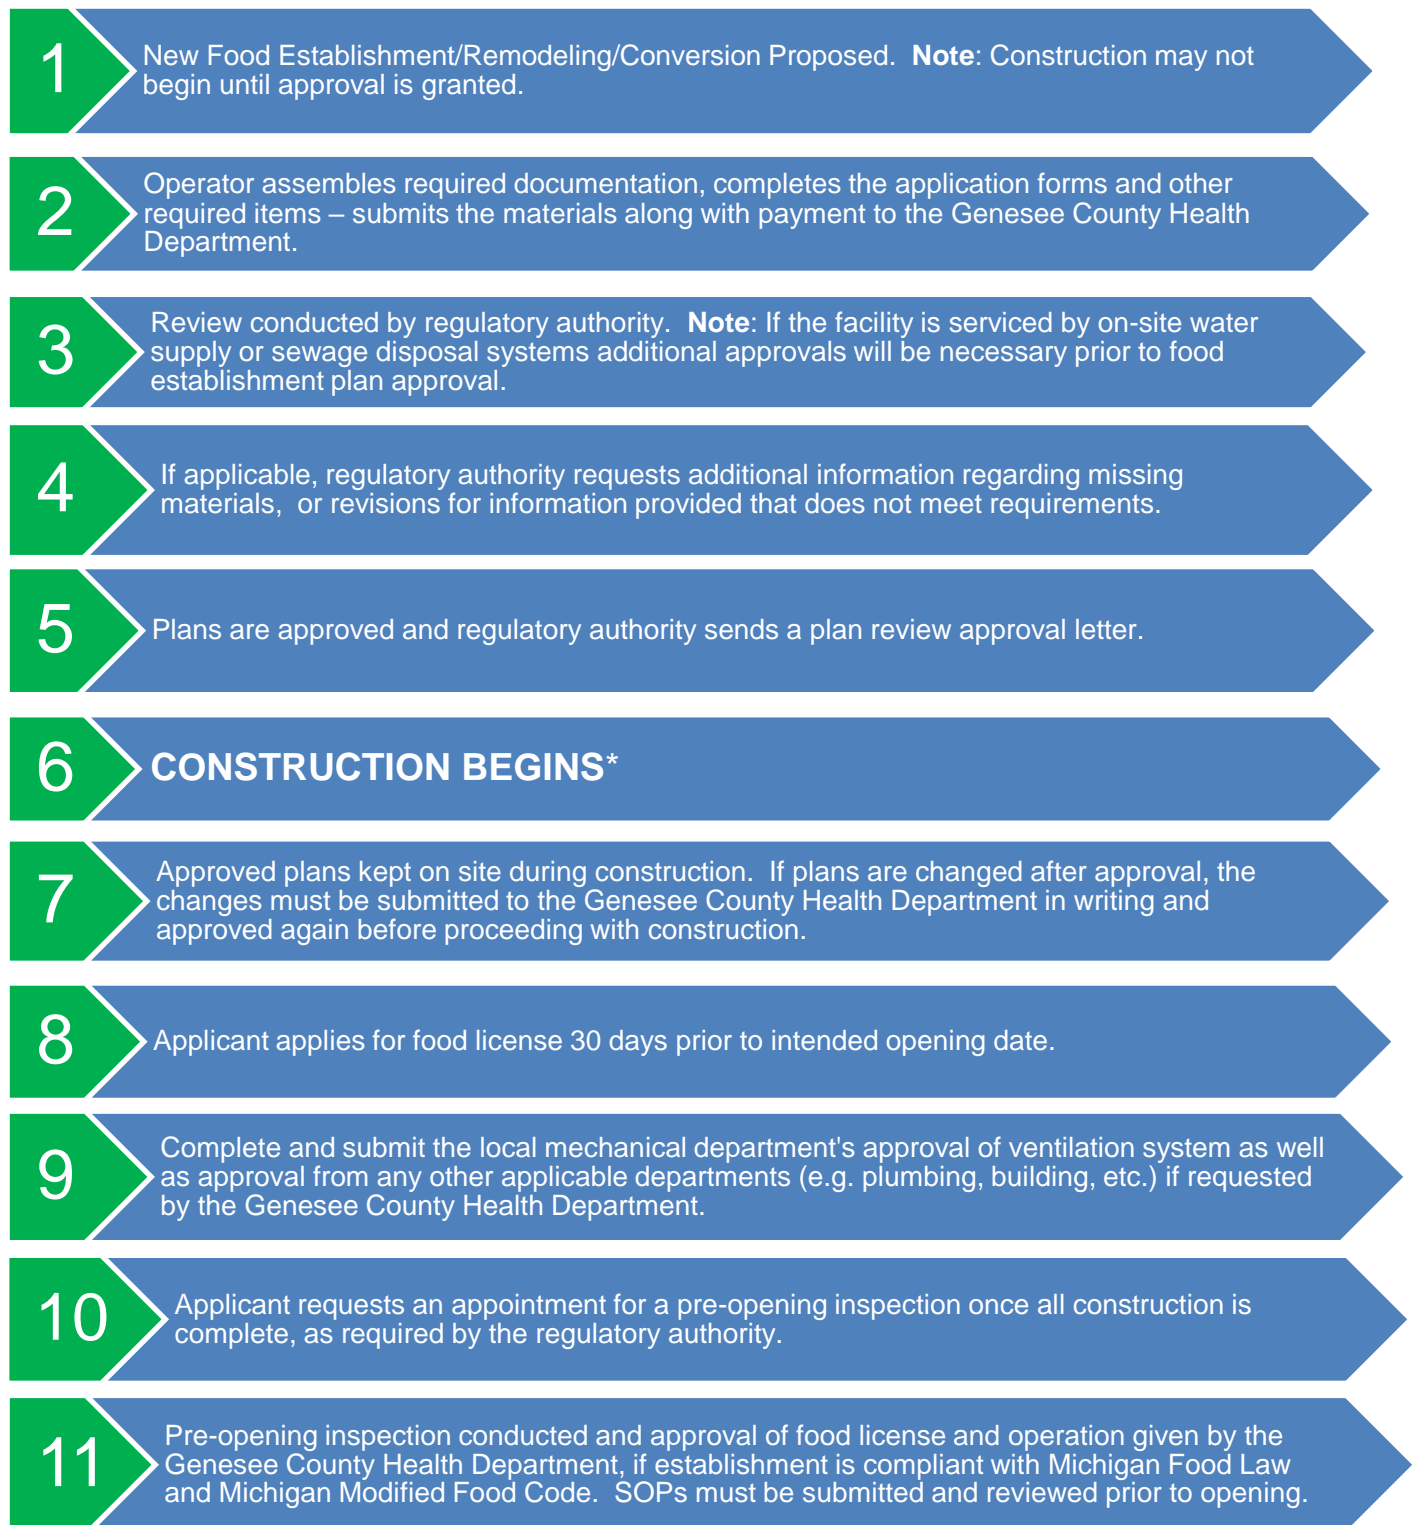 1
New Food Establishment/Remodeling/Conversion Proposed.  Note: Construction may not
begin until approval is granted.
2
Operator assembles required documentation, completes the application forms and other
required items – submits the materials along with payment to the Genesee County Health
Department.
3
Review conducted by regulatory authority.  Note: If the facility is serviced by on-site water
supply or sewage disposal systems additional approvals will be necessary prior to food
establishment plan approval.
4
If applicable, regulatory authority requests additional information regarding missing
materials,  or revisions for information provided that does not meet requirements.
5
Plans are approved and regulatory authority sends a plan review approval letter.
6
CONSTRUCTION BEGINS*
7
Approved plans kept on site during construction.  If plans are changed after approval, the
changes must be submitted to the Genesee County Health Department in writing and
approved again before proceeding with construction.
8
Applicant applies for food license 30 days prior to intended opening date.
9
Complete and submit the local mechanical department's approval of ventilation system as well
as approval from any other applicable departments (e.g. plumbing, building, etc.) if requested
by the Genesee County Health Department.
10
Applicant requests an appointment for a pre-opening inspection once all construction is
complete, as required by the regulatory authority.
11
Pre-opening inspection conducted and approval of food license and operation given by the
Genesee County Health Department, if establishment is compliant with Michigan Food Law
and Michigan Modified Food Code.  SOPs must be submitted and reviewed prior to opening.